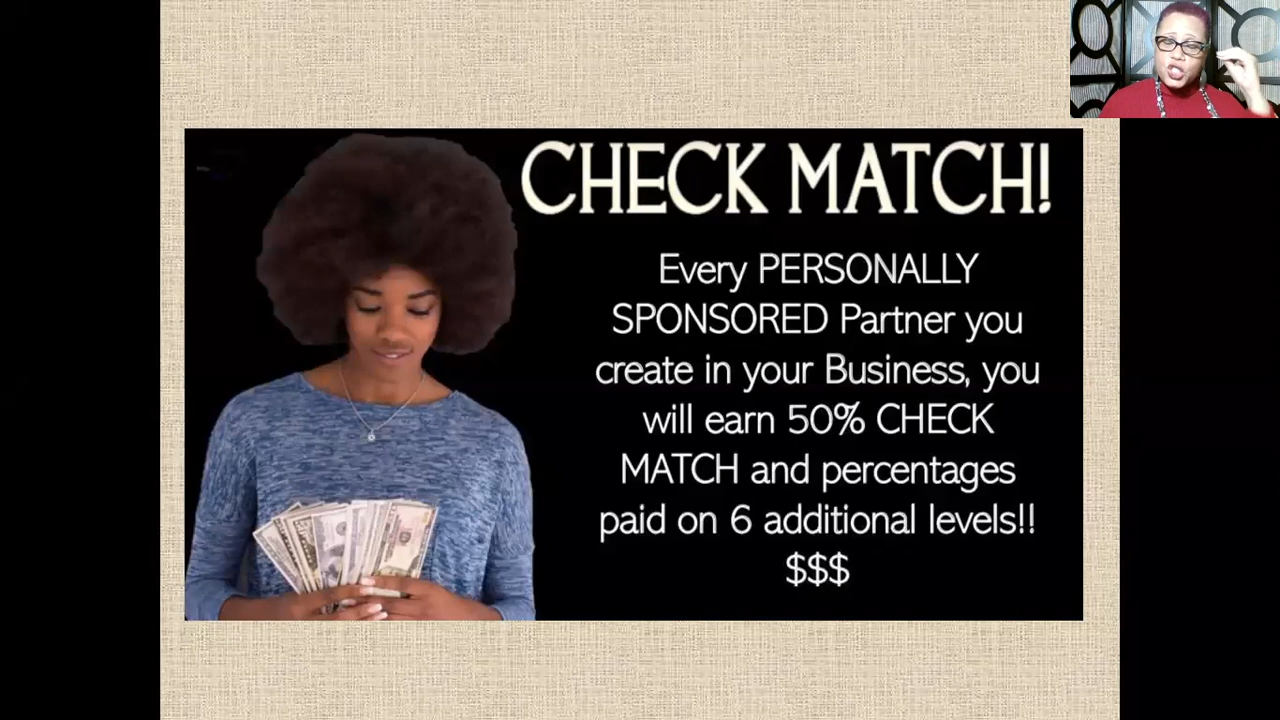 CHECK MATCH!
Every PERSONALLY
SPONSORED Partner you
create in your Business, you
will earn 50% CHECK
MATCH and percentages
paid on 6 additional levels!!
$$$